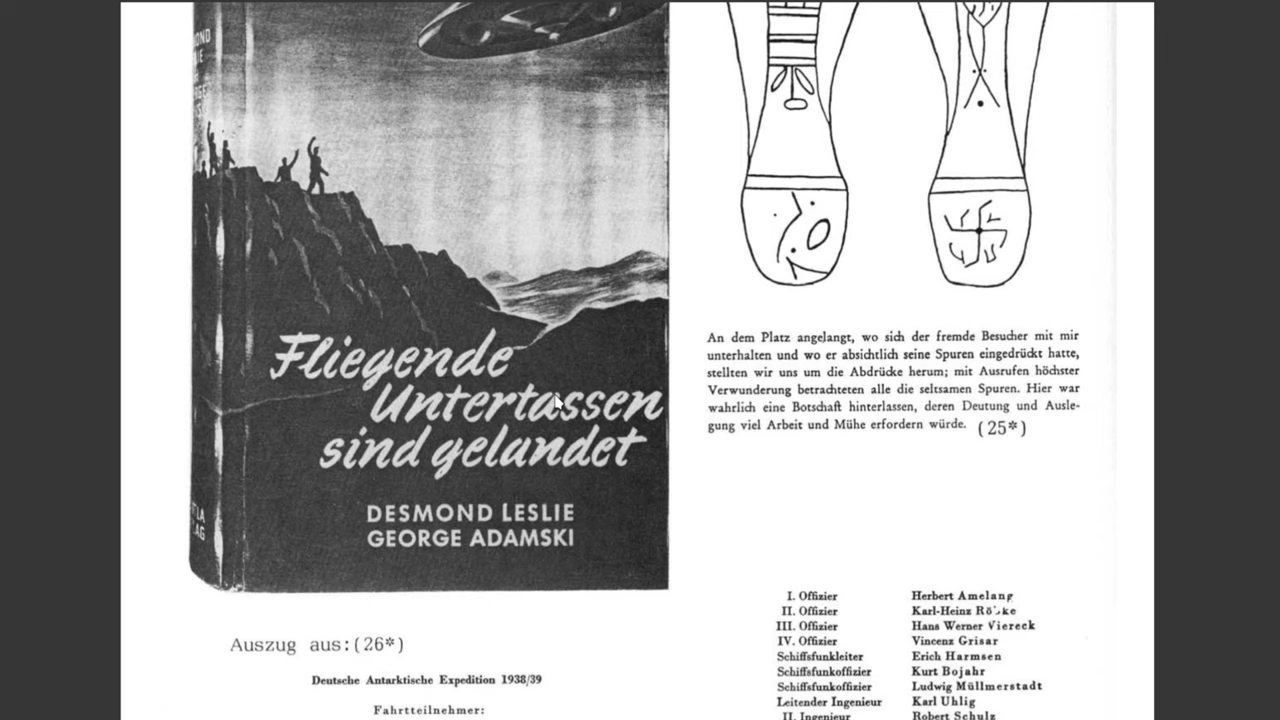 Fliegende
Untertassen
sind gelandet
DESMOND LESLIE
GEORGE ADAMSKI
An dem Platz angelangt, wo sich der fremde Besucher mit mir
unterhalten und wo er absichtlich seine Spuren eingedrückt hatte,
stellten wir uns um die Abdrücke herum; mit Ausrufen höchster
Verwunderung betrachteten alle die seltsamen Spuren. Hier war
wahrlich eine Botschaft hinterlassen, deren Deutung und Ausle-
gung viel Arbeit und Mühe erfordern würde. (25*)
Auszug aus:(26*)
Deutsche Antarktische Expedition 1938/39
Fahrtteilnehmer:
I. Offizier Herbert Amelang
II. Offizier Karl-Heinz
III. Offizier Hans Werner Viereck
IV. Offizier Vincenz Grisar
Schiffsfunkleiter Erich Harmsen
Schiffsfunkoffizier Kurt Bojahr
Schiffsfunkoffizier Ludwig Müllmerstadt
Leitender Ingenieur Karl Uhlig
II. Ingenieur Robert Schulz